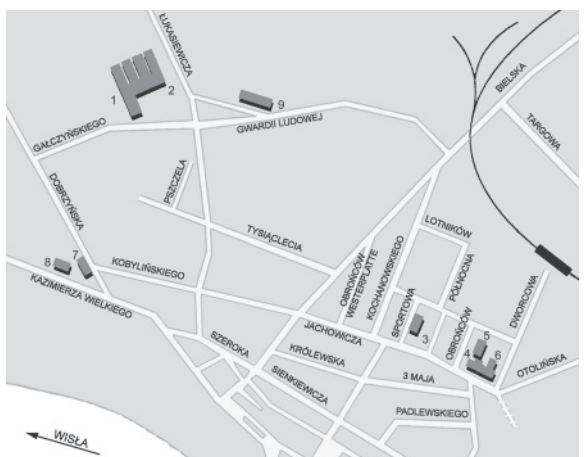 ŁUKASIEWICZA
BIELSKA
1
2
9
GWARDII LUDOWEJ
GAŁCZYŃSKIEGO
TARGOWA
DOBRZYŃSKA
PSZCZELA
LOTNIKÓW
TYSIĄCLECIA
8
7
KOBYLIŃSKIEGO
OBROŃCÓW
WESTERPLATTE
KOCHANOWSKIEGO
PÓŁNOCNA
DWORCOWA
KAZIMIERZA WIELKIEGO
JACHOWICZA
SPORTOWA
3
OBROŃCÓW
5
4
6
SZEROKA
KRÓLEWSKA
3 MAJA
OTOLIŃSKA
SIENKIEWICZA
PADLEWSKIEGO
WISŁA